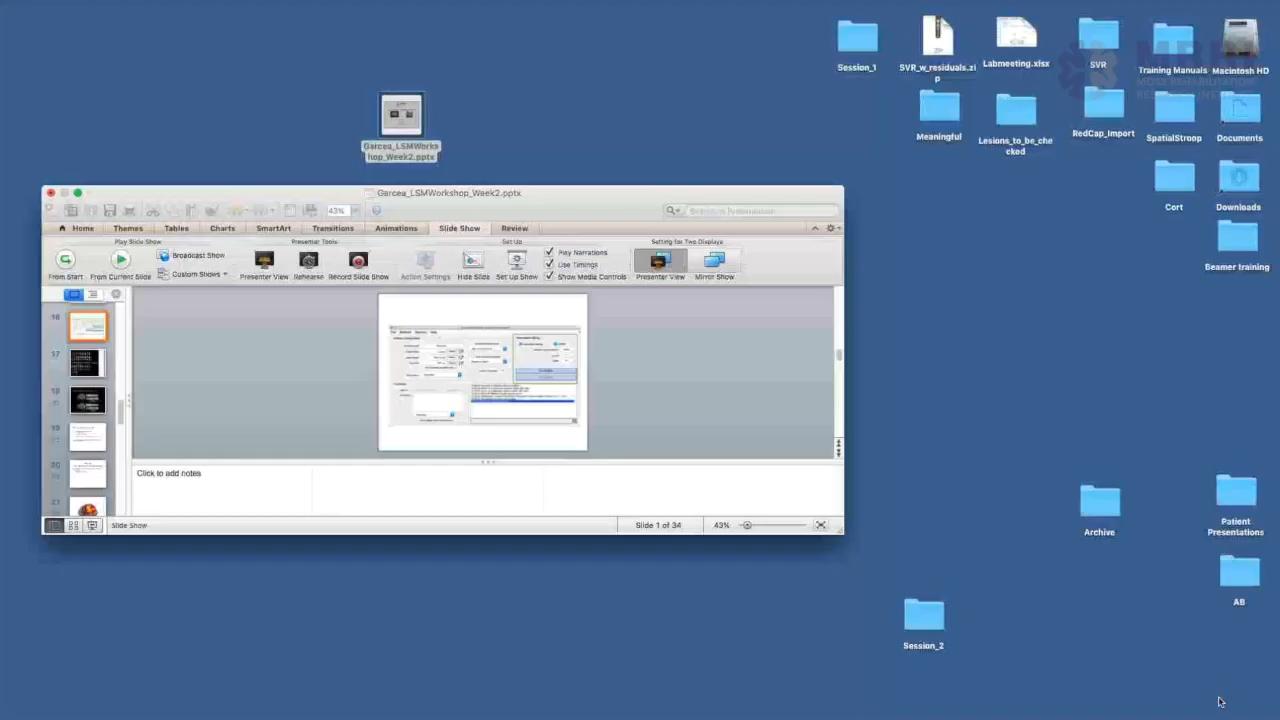 Session_1
SVR_w_residuals.zi
p
Labmeeting.xlsx
SVR
Training Manuals
Macintosh HD
Meaningful
Lesions_to_be_che
cked
RedCap_Import
SpatialStroop
Documents
Garcea_LSMWorks
hop_Week2.pptx
Cort
Downloads
Beamer training
Garcea_LSMWorkshop_Week2.pptx
43%
Search in Presentation
Home
Themes
Tables
Charts
SmartArt
Transitions
Animations
Slide Show
Review
Play Slide Show
Presenter Tools
Set Up
Setting for Two Displays
From Start
From Current Slide
Broadcast Show
Custom Shows
Presenter View
Rehearse
Record Slide Show
Action Settings
Hide Slide
Set Up Show
Play Narrations
Use Timings
Show Media Controls
Presenter View
Mirror Show
16
17
18
19
20
21
Click to add notes
Slide Show
Slide 1 of 34
43%
Archive
Patient
Presentations
AB
Session_2